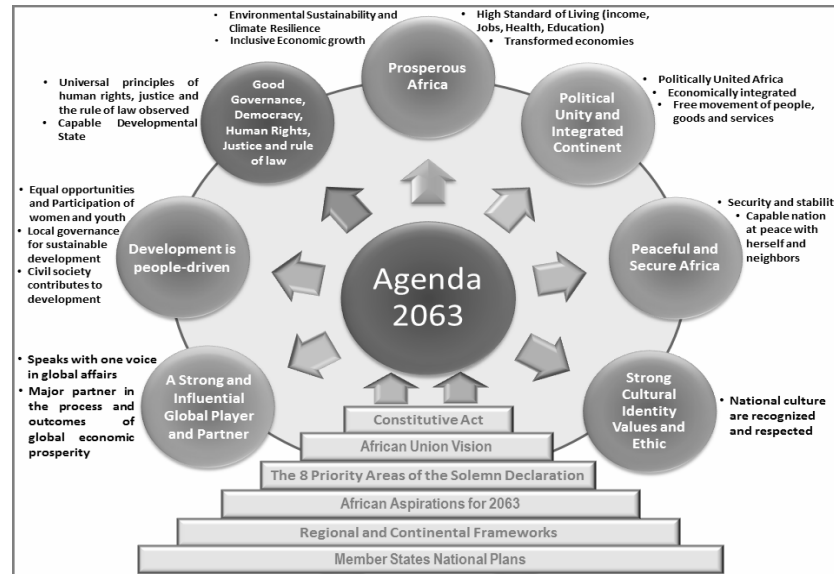 • Environmental Sustainability and
Climate Resilience
• Inclusive Economic growth
• High Standard of Living (income,
Jobs, Health, Education)
• Transformed economies
Prosperous
Africa
• Universal principles of
human rights, justice and
the rule of law observed
• Capable Developmental
State
Good
Governance,
Democracy,
Human Rights,
Justice and rule
of law
Political
Unity and
Integrated
Continent
• Politically United Africa
• Economically integrated
• Free movement of people,
goods and services
• Equal opportunities
and Participation of
women and youth
• Local governance
for sustainable
development
• Civil society
contributes to
development
Development is
people-driven
Agenda
2063
Peaceful and
Secure Africa
• Security and stabilit
• Capable nation
at peace with
herself and
neighbors
• Speaks with one voice
in global affairs
• Major partner in
the process and
outcomes of
global economic
prosperity
A Strong and
Influential
Global Player
and Partner
Strong
Cultural
Identity
Values and
Ethic
• National culture
are recognized
and respected
Constitutive Act
African Union Vision
The 8 Priority Areas of the Solemn Declaration
African Aspirations for 2063
Regional and Continental Frameworks
Member States National Plans